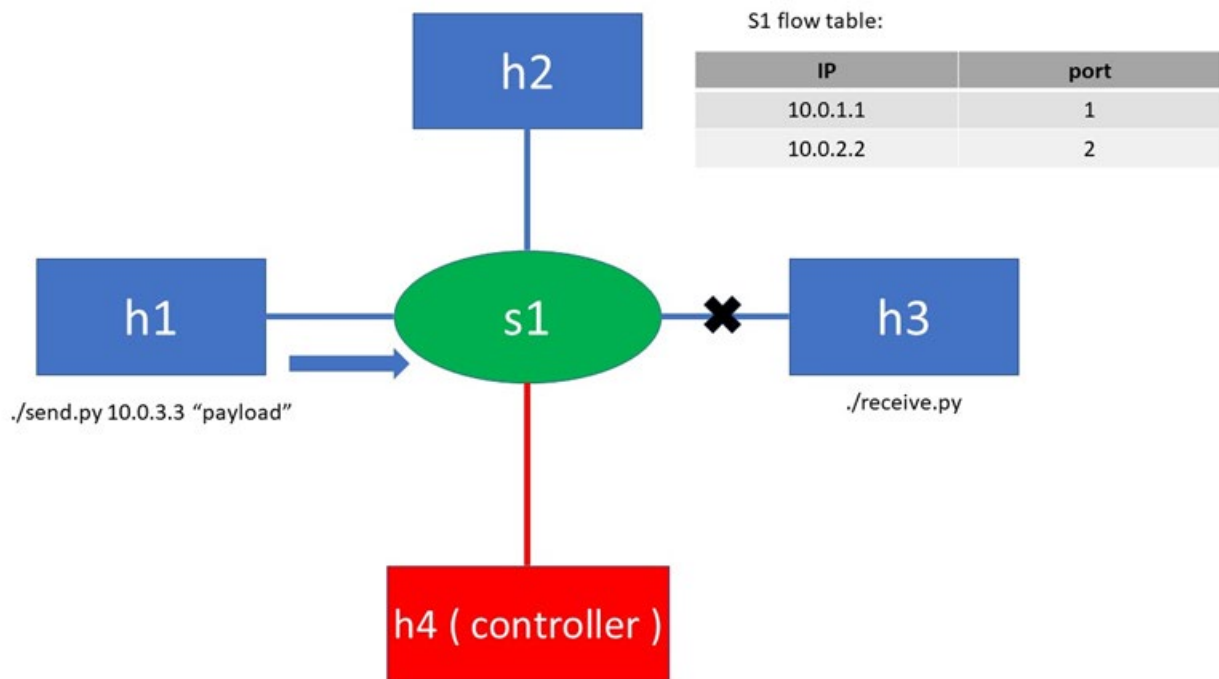 S1 flow table:
IP port
10.0.1.1 1
10.0.2.2 2
h2
h1
s1
h3
./send.py 10.0.3.3 “payload”
./receive.py
h4 ( controller )